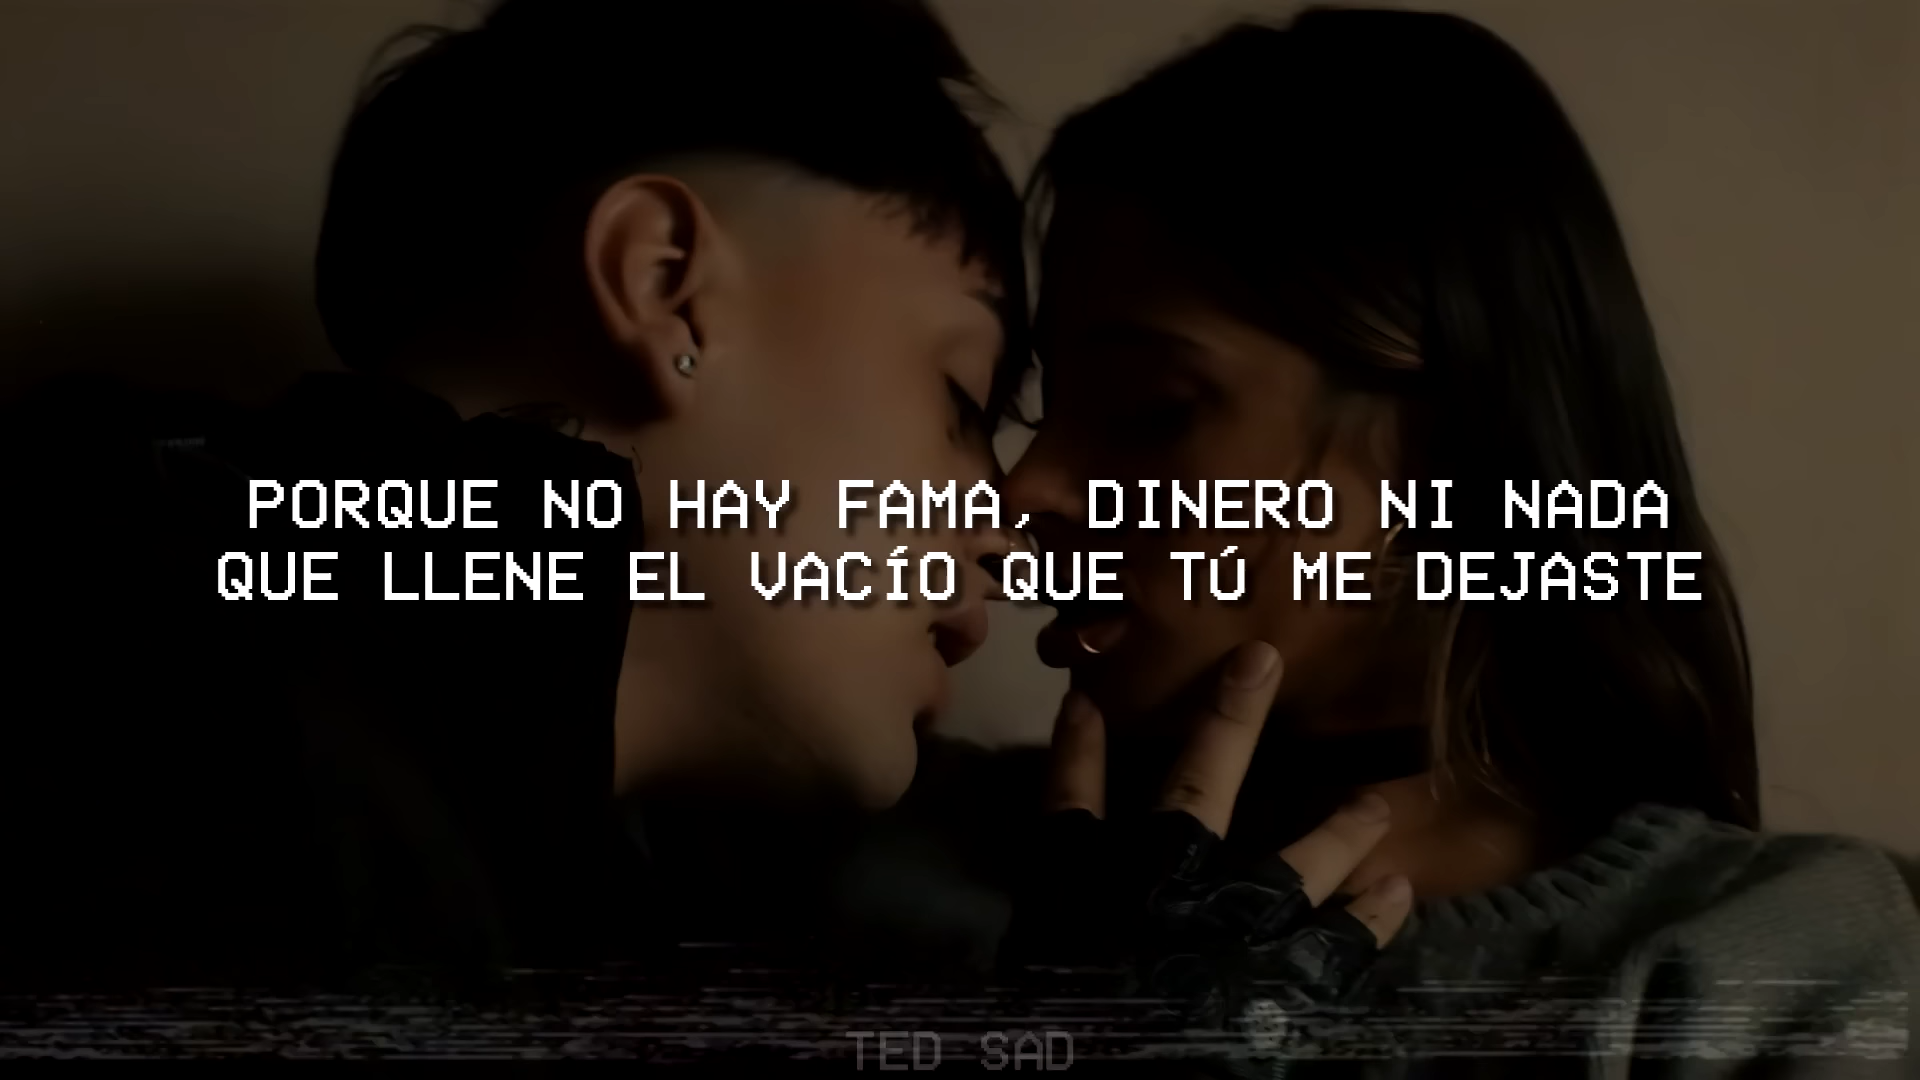 PORQUE NO HAY FAMA, DINERO NI NADA
QUE LLENE EL VACÍO QUE TÚ ME DEJASTE
TED SAD